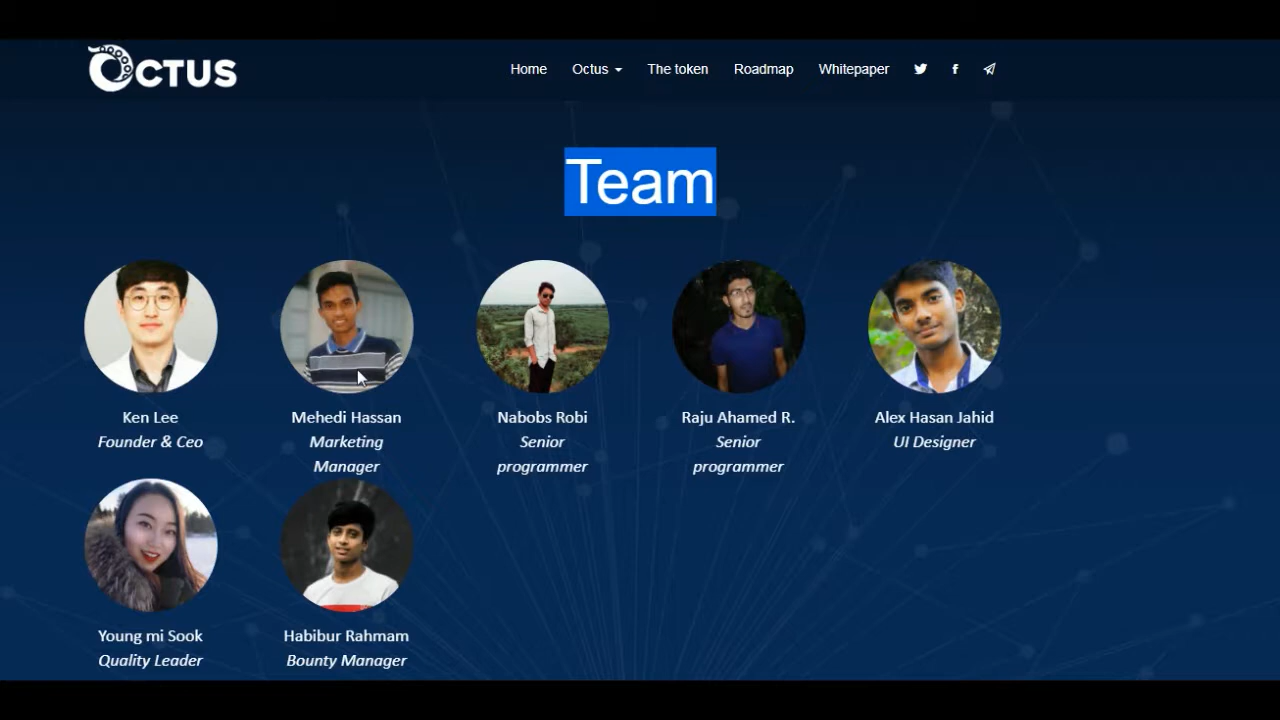 OCTUS
Home Octus The token Roadmap Whitepaper
Team
Ken Lee
Founder & Ceo
Mehedi Hassan
Marketing
Manager
Nabobs Robi
Senior
programmer
Raju Ahamed R.
Senior
programmer
Alex Hasan Jahid
UI Designer
Young mi Sook
Quality Leader
Habibur Rahmam
Bounty Manager